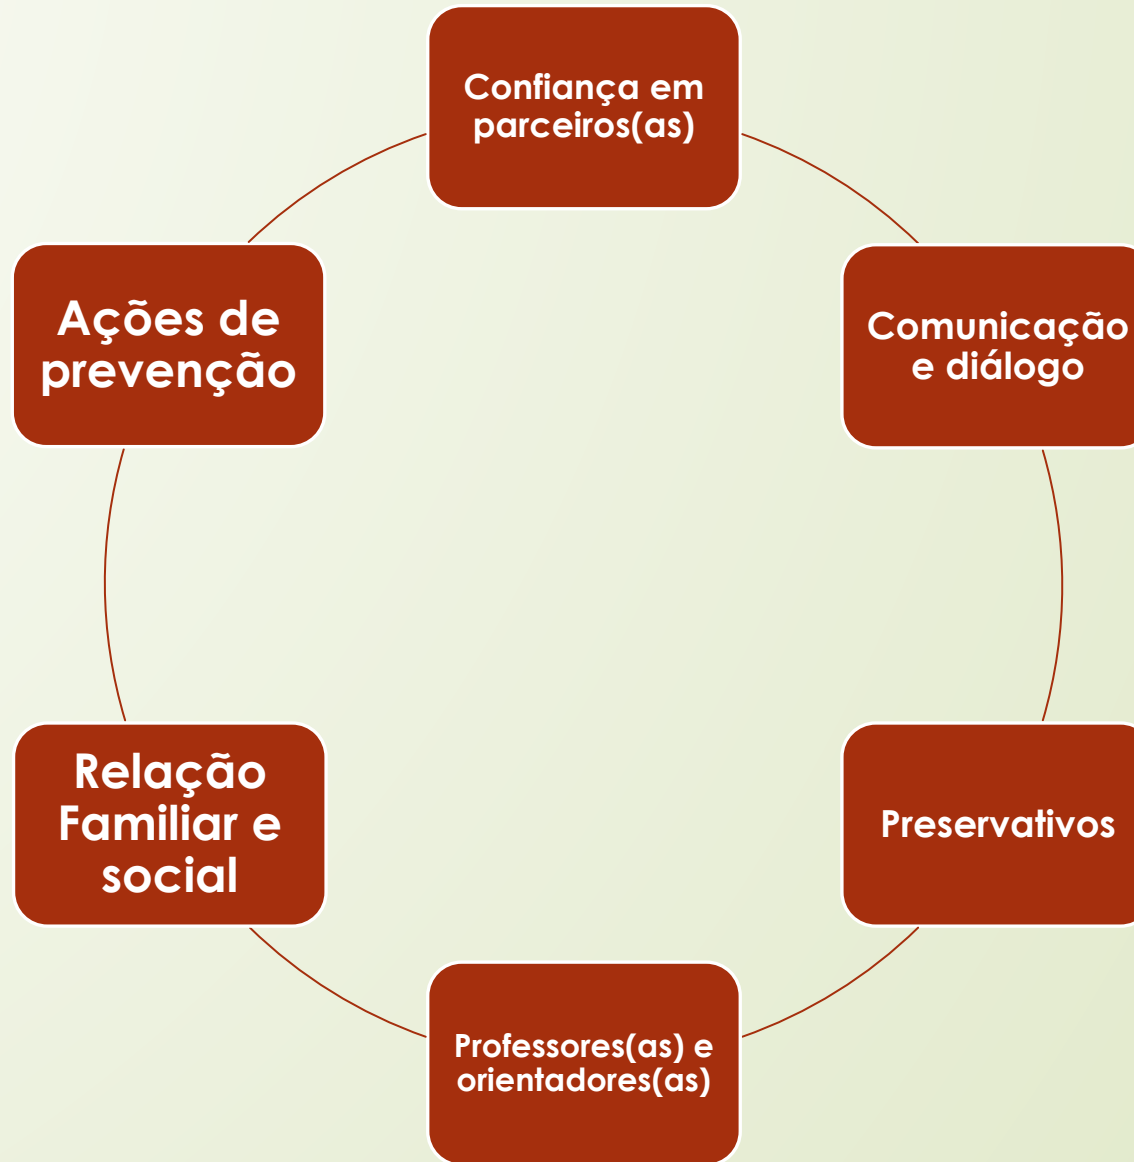 Confiança em
parceiros(as)
Ações de
prevenção
Comunicação
e diálogo
Relação
Familiar e
social
Preservativos
Professores(as) e
orientadores(as)